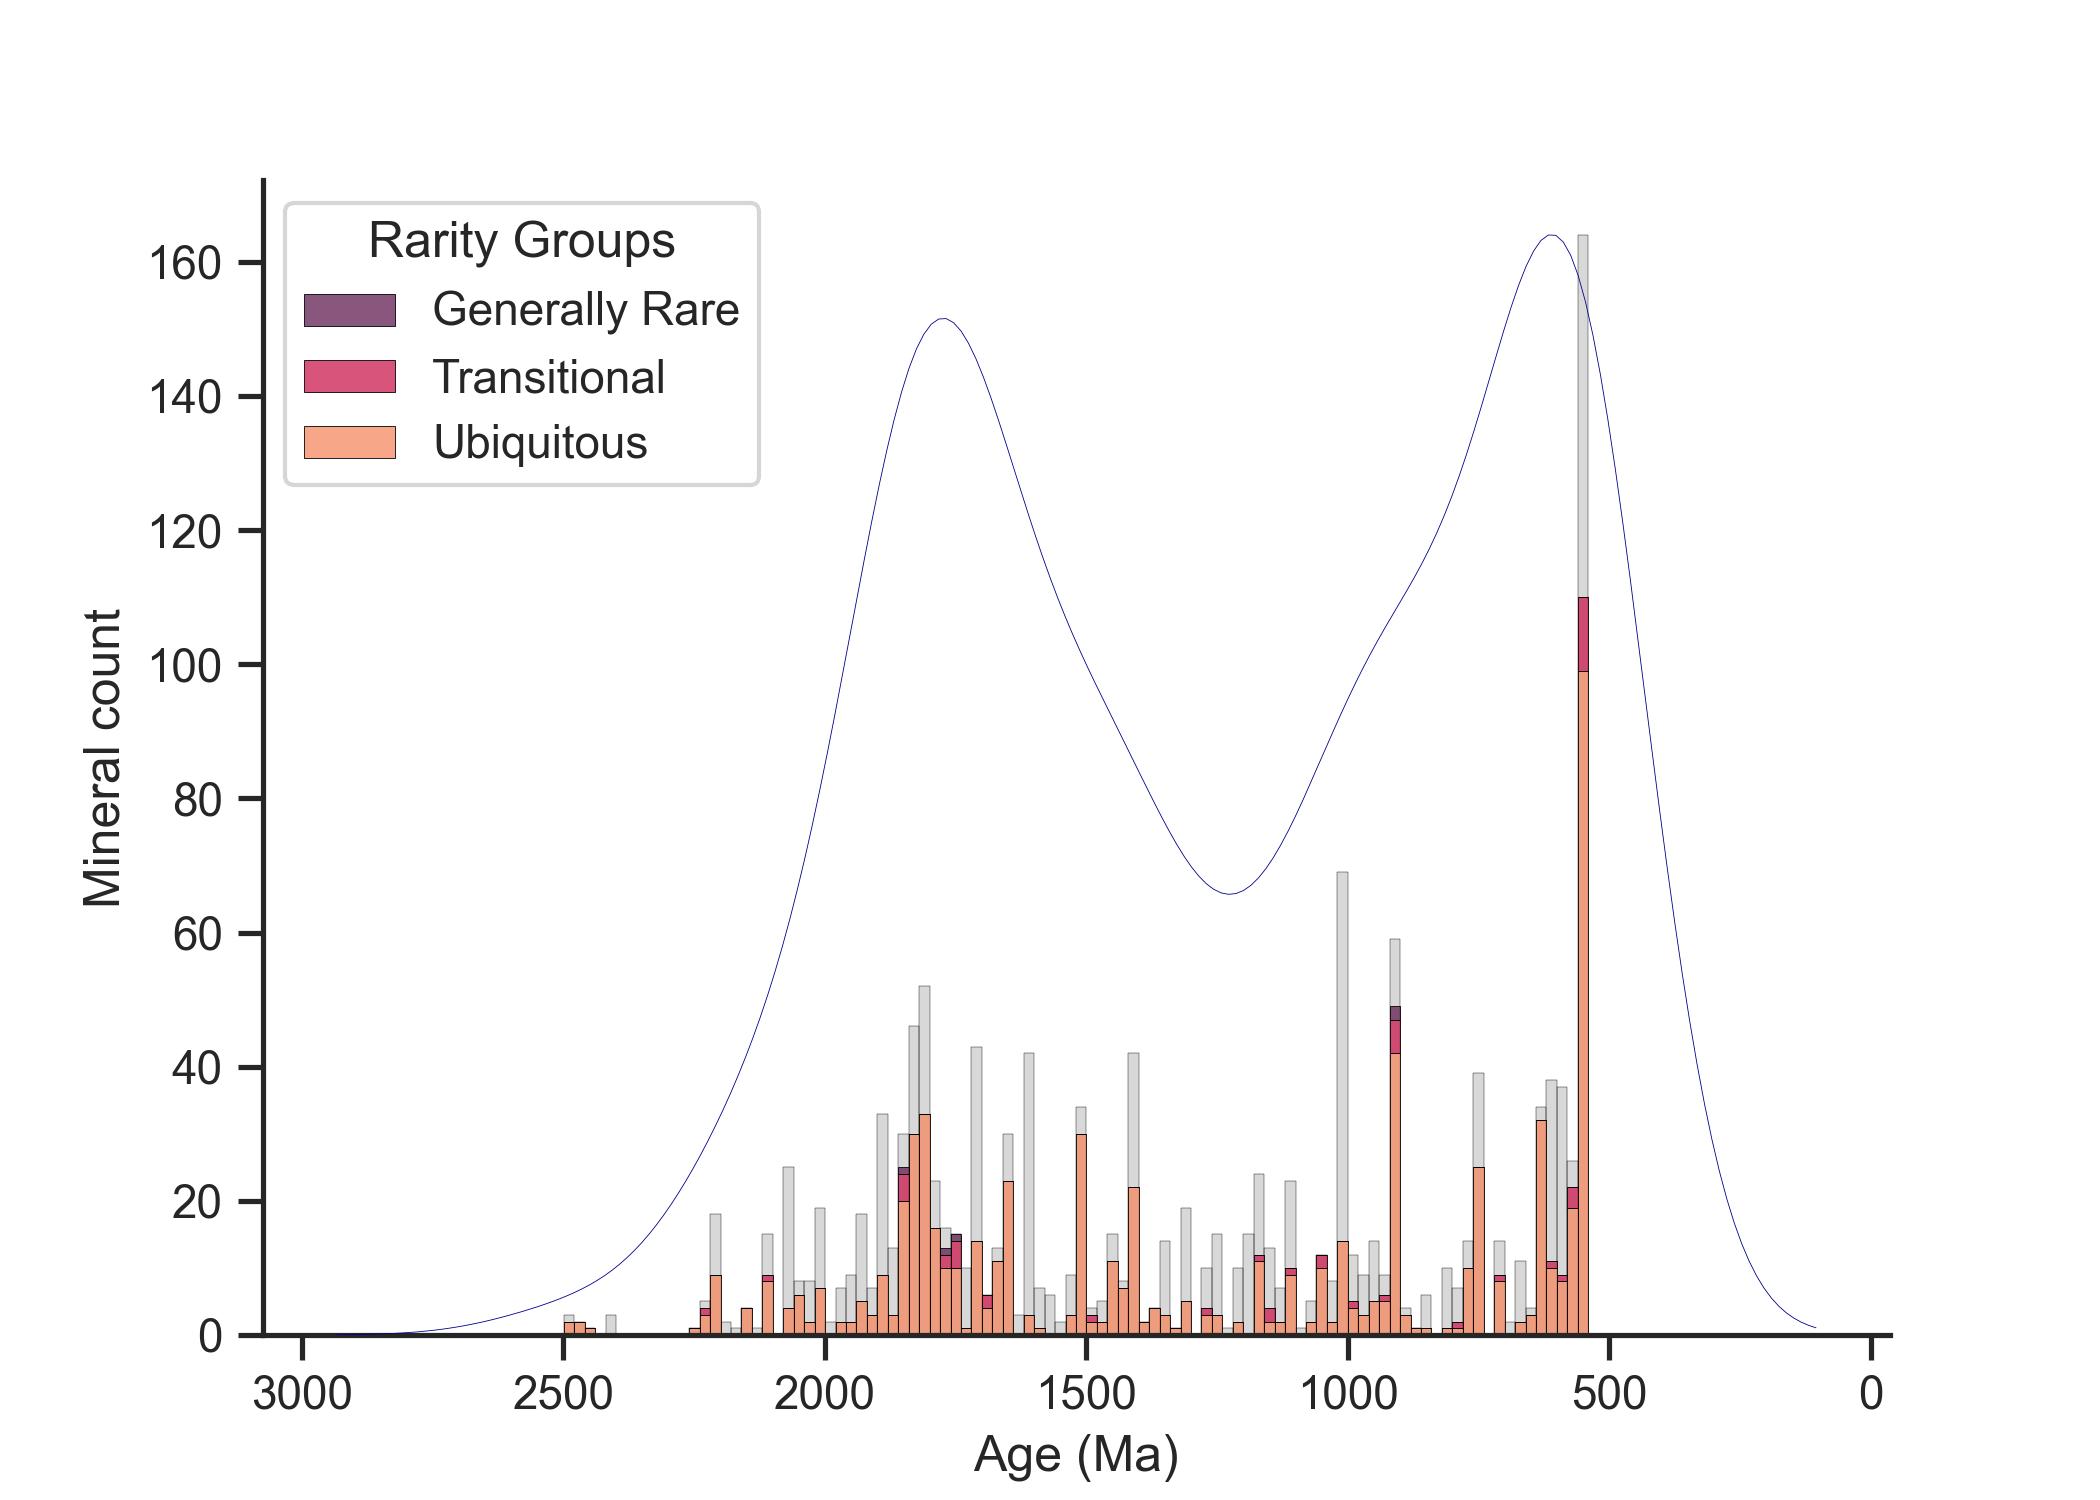 Rarity Groups
Generally Rare
Transitional
Ubiquitous
Mineral count
160
140
120
100
80
60
40
20
0
3000 2500 2000 1500 1000 500 0
Age (Ma)